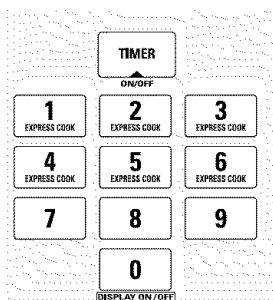 TIMER
ON/OFF
1 2 3
EXPRESS COOK EXPRESS COOK EXPRESS COOK
4 5 6
EXPRESS COOK EXPRESS COOK EXPRESS COOK
7 8 9
0
DISPLAY ON/OFF